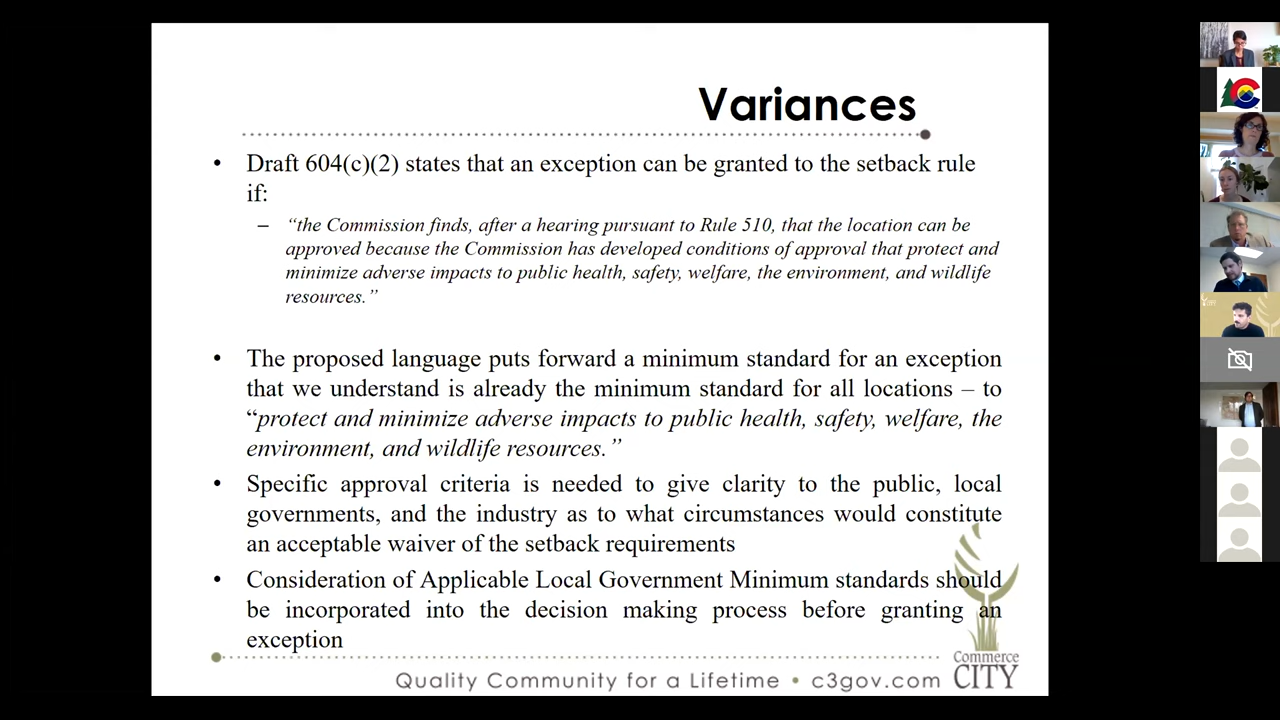 Variances
• Draft 604(c)(2) states that an exception can be granted to the setback rule
if:
– “the Commission finds, after a hearing pursuant to Rule 510, that the location can be
approved because the Commission has developed conditions of approval that protect and
minimize adverse impacts to public health, safety, welfare, the environment, and wildlife
resources.”
• The proposed language puts forward a minimum standard for an exception
that we understand is already the minimum standard for all locations – to
“protect and minimize adverse impacts to public health, safety, welfare, the
environment, and wildlife resources.”
• Specific approval criteria is needed to give clarity to the public, local
governments, and the industry as to what circumstances would constitute
an acceptable waiver of the setback requirements
• Consideration of Applicable Local Government Minimum standards should
be incorporated into the decision making process before granting an
exception
Quality Community for a Lifetime • c3gov.com
Commerce
CITY